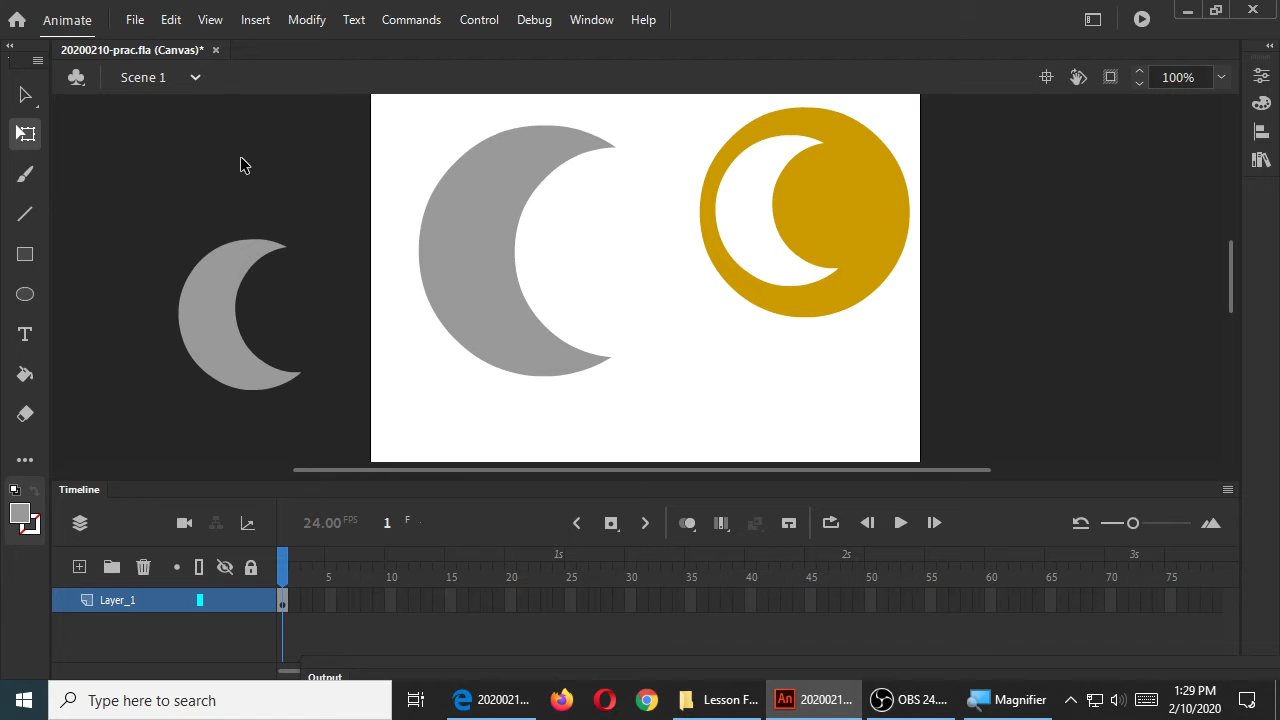 Animate File Edit View Insert Modify Text Commands Control Debug Window Help
20200210-prac.fla (Canvas)* ×
Scene 1 100%
T
Timeline
24.00 FPS 1 F
1s 2s 3s
5 10 15 20 25 30 35 40 45 50 55 60 65 70 75
Layer_1
Output
Type here to search 2020021... Lesson F... An 2020021... OBS 24.... Magnifier 1:29 PM
2/10/2020